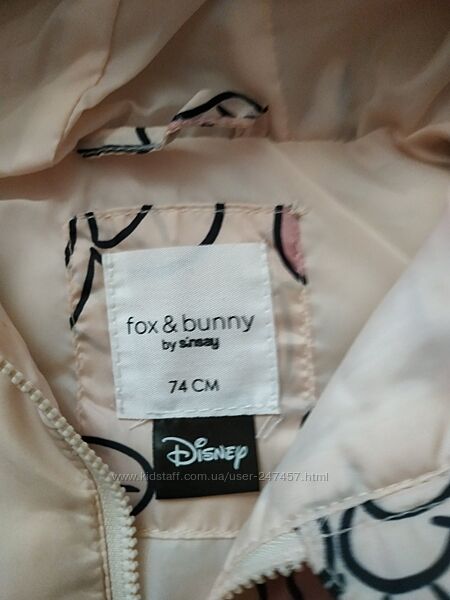 fox & bunny
by sinsay
74 CM
Disney
www.kidstaff.com.ua/user-247457.html